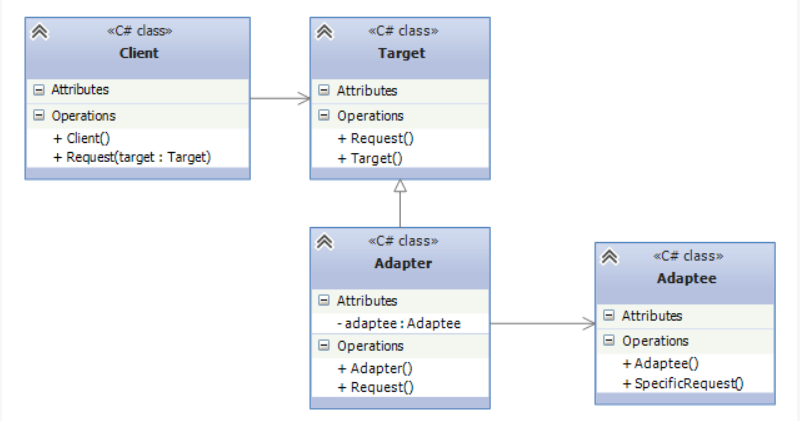 «C# class»
Client
Attributes
Operations
+ Client()
+ Request(target : Target)
«C# class»
Target
Attributes
Operations
+ Request()
+ Target()
«C# class»
Adapter
Attributes
- adaptee : Adaptee
Operations
+ Adapter()
+ Request()
«C# class»
Adaptee
Attributes
Operations
+ Adaptee()
+ SpecificRequest()